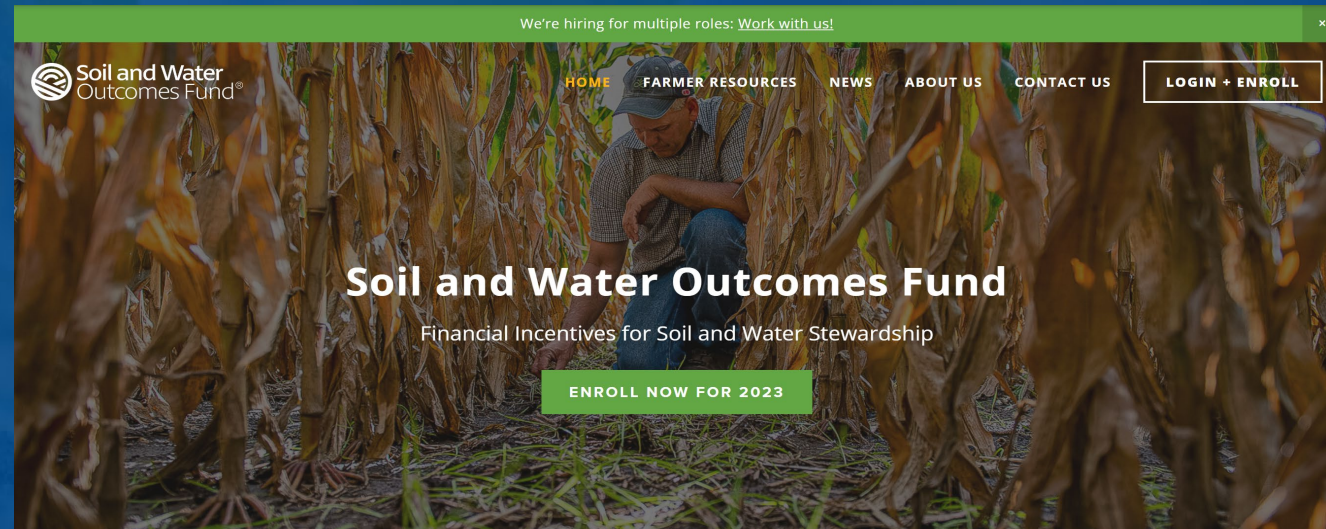 We're hiring for multiple roles: Work with us!
×
Soil and Water
Outcomes Fund®
HOME FARMER RESOURCES NEWS ABOUT US CONTACT US LOGIN + ENROLL
Soil and Water Outcomes Fund
Financial Incentives for Soil and Water Stewardship
ENROLL NOW FOR 2023